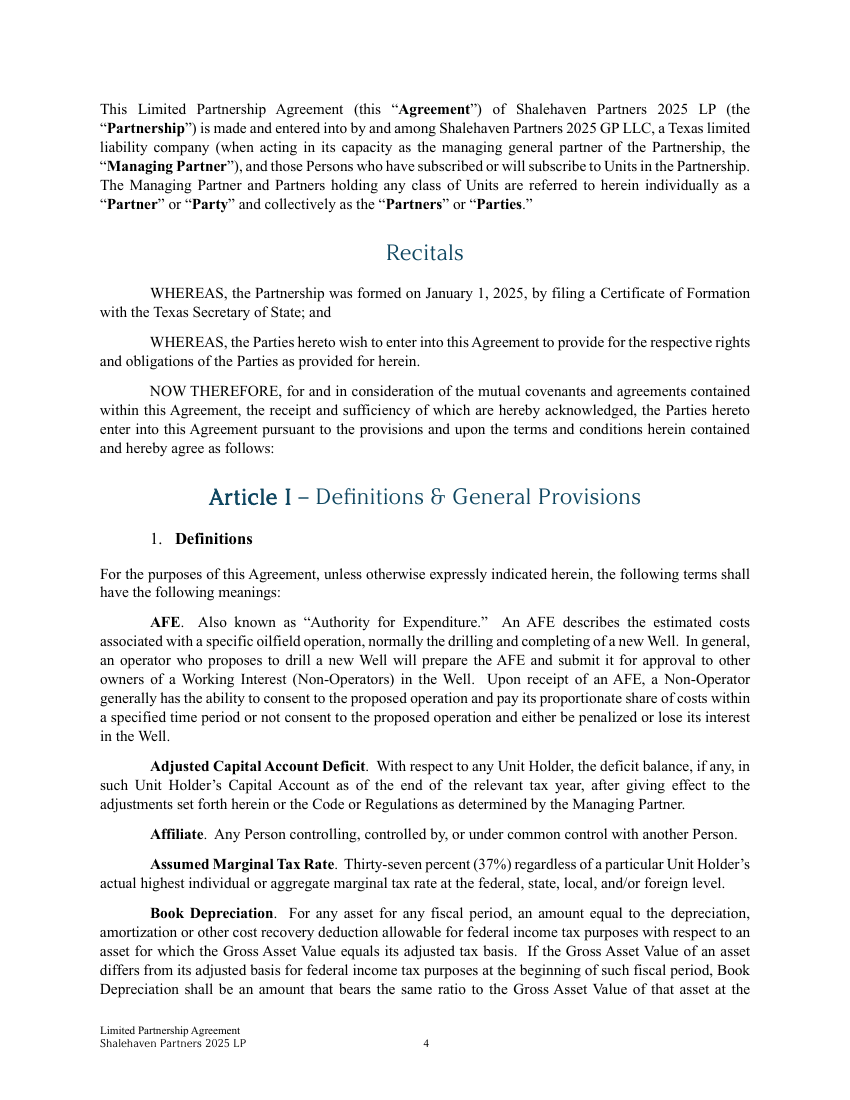 This Limited Partnership Agreement (this “Agreement”) of Shalehaven Partners 2025 LP (the
“Partnership”) is made and entered into by and among Shalehaven Partners 2025 GP LLC, a Texas limited
liability company (when acting in its capacity as the managing general partner of the Partnership, the
“Managing Partner”), and those Persons who have subscribed or will subscribe to Units in the Partnership.
The Managing Partner and Partners holding any class of Units are referred to herein individually as a
“Partner” or “Party” and collectively as the “Partners” or “Parties.”
Recitals
WHEREAS, the Partnership was formed on January 1, 2025, by filing a Certificate of Formation
with the Texas Secretary of State; and
WHEREAS, the Parties hereto wish to enter into this Agreement to provide for the respective rights
and obligations of the Parties as provided for herein.
NOW THEREFORE, for and in consideration of the mutual covenants and agreements contained
within this Agreement, the receipt and sufficiency of which are hereby acknowledged, the Parties hereto
enter into this Agreement pursuant to the provisions and upon the terms and conditions herein contained
and hereby agree as follows:
Article I – Definitions & General Provisions
1. Definitions
For the purposes of this Agreement, unless otherwise expressly indicated herein, the following terms shall
have the following meanings:
AFE. Also known as “Authority for Expenditure.” An AFE describes the estimated costs
associated with a specific oilfield operation, normally the drilling and completing of a new Well. In general,
an operator who proposes to drill a new Well will prepare the AFE and submit it for approval to other
owners of a Working Interest (Non-Operators) in the Well. Upon receipt of an AFE, a Non-Operator
generally has the ability to consent to the proposed operation and pay its proportionate share of costs within
a specified time period or not consent to the proposed operation and either be penalized or lose its interest
in the Well.
Adjusted Capital Account Deficit. With respect to any Unit Holder, the deficit balance, if any, in
such Unit Holder’s Capital Account as of the end of the relevant tax year, after giving effect to the
adjustments set forth herein or the Code or Regulations as determined by the Managing Partner.
Affiliate. Any Person controlling, controlled by, or under common control with another Person.
Assumed Marginal Tax Rate. Thirty-seven percent (37%) regardless of a particular Unit Holder’s
actual highest individual or aggregate marginal tax rate at the federal, state, local, and/or foreign level.
Book Depreciation. For any asset for any fiscal period, an amount equal to the depreciation,
amortization or other cost recovery deduction allowable for federal income tax purposes with respect to an
asset for which the Gross Asset Value equals its adjusted tax basis. If the Gross Asset Value of an asset
differs from its adjusted basis for federal income tax purposes at the beginning of such fiscal period, Book
Depreciation shall be an amount that bears the same ratio to the Gross Asset Value of that asset at the
Limited Partnership Agreement
Shalehaven Partners 2025 LP 4